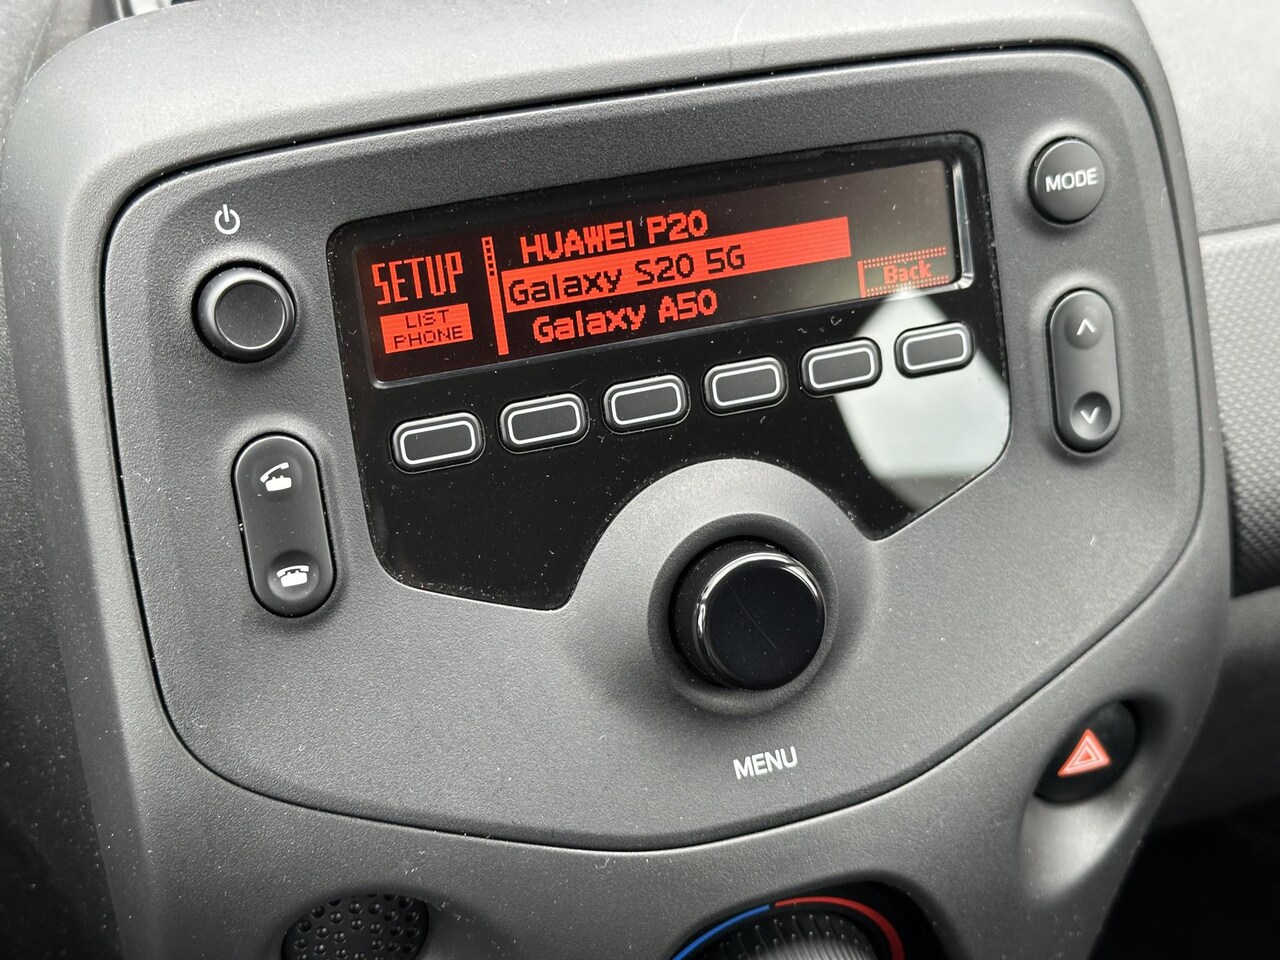 SETUP
LIST
PHONE
HUAWEI P20
Galaxy S20 5G
Galaxy A50
Back
MODE
MENU